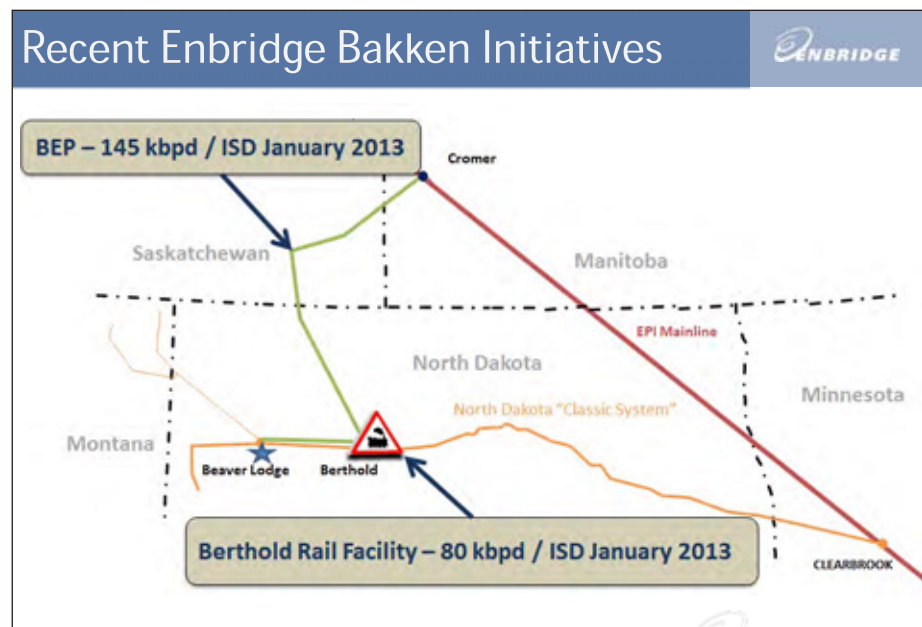 Recent Enbridge Bakken Initiatives
ENBRIDGE
BEP – 145 kbpd / ISD January 2013
Cromer
Saskatchewan
Manitoba
EPI Mainline
North Dakota
Minnesota
North Dakota "Classic System"
Montana
Beaver Lodge
Berthold
Berthold Rail Facility – 80 kbpd / ISD January 2013
CLEARBROOK